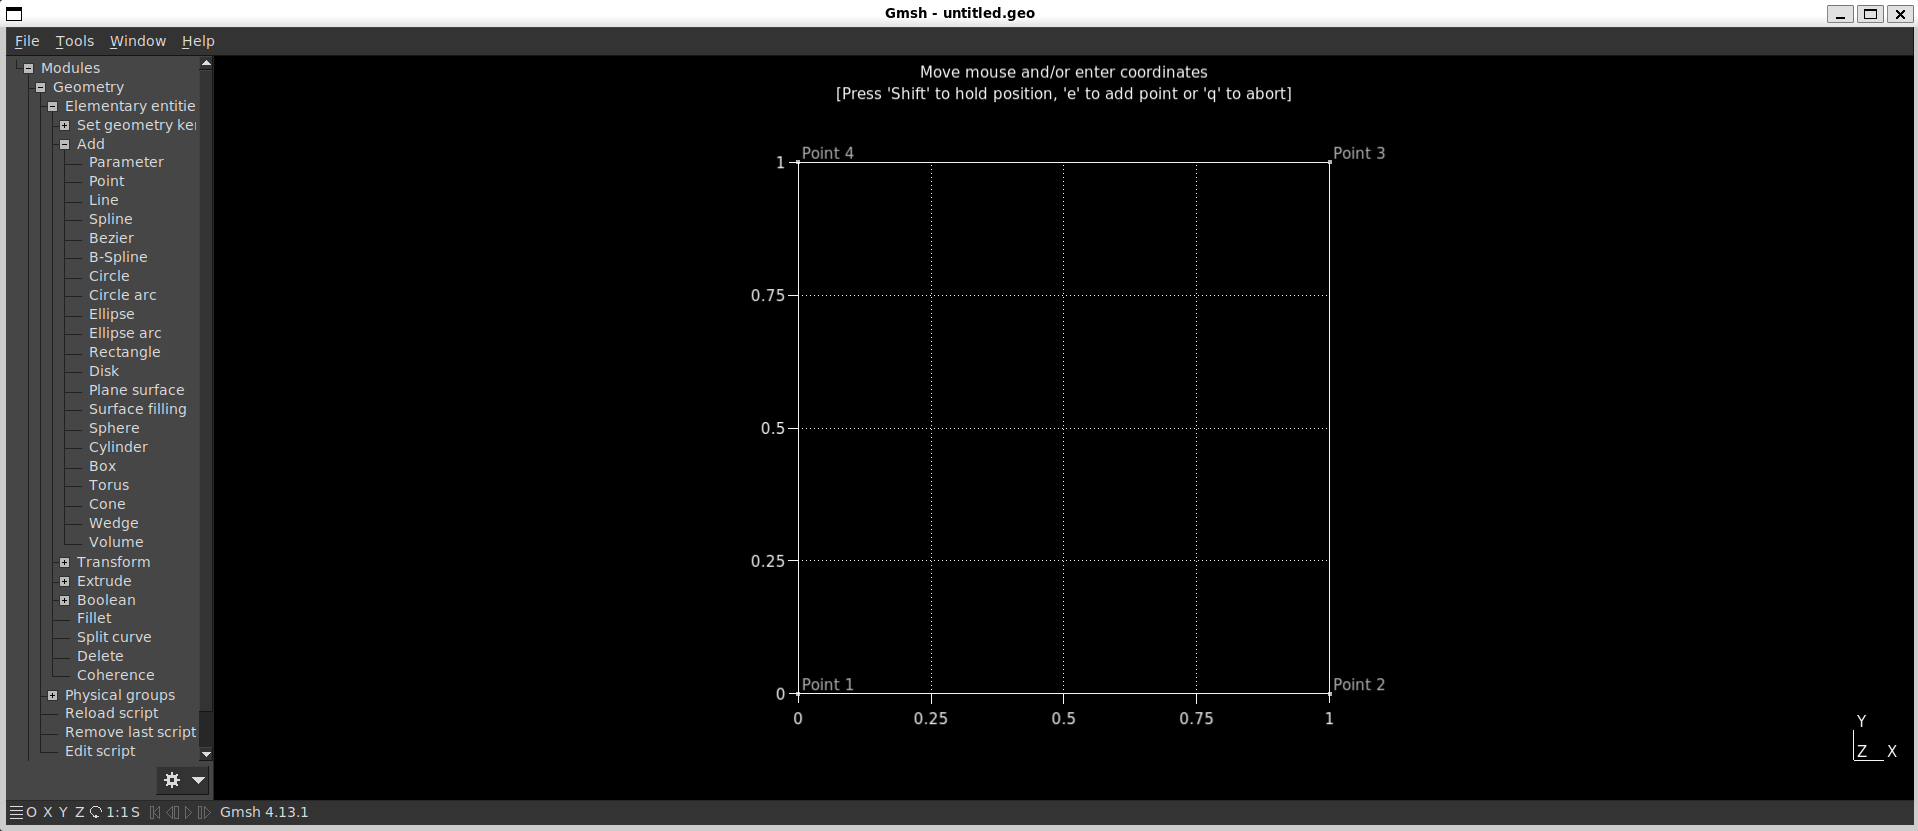 Gmsh - untitled.geo
File Tools Window Help
Modules
Geometry
Elementary entitie
Set geometry ker
Add
Parameter
Point
Line
Spline
Bezier
B-Spline
Circle
Circle arc
Ellipse
Ellipse arc
Rectangle
Disk
Plane surface
Surface filling
Sphere
Cylinder
Box
Torus
Cone
Wedge
Volume
Transform
Extrude
Boolean
Fillet
Split curve
Delete
Coherence
Physical groups
Reload script
Remove last script
Edit script
Move mouse and/or enter coordinates
[Press 'Shift' to hold position, 'e' to add point or 'q' to abort]
Point 4 Point 3
1
0.75
0.5
0.25
Point 1 Point 2
0
0 0.25 0.5 0.75 1
Y
Z X
O X Y Z 1:1 S Gmsh 4.13.1